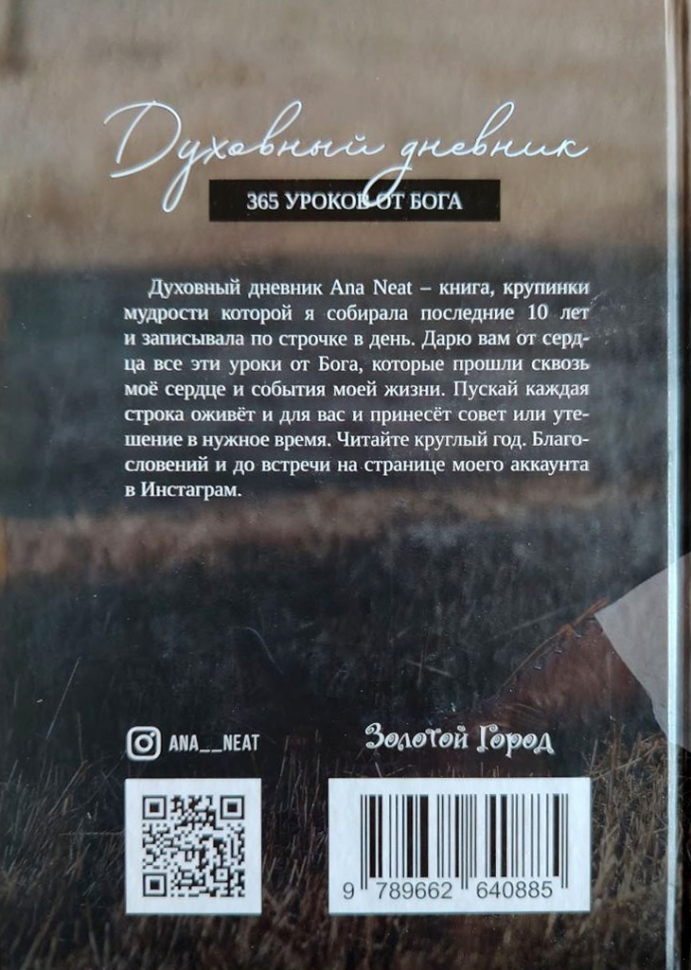 Духовный дневник
365 УРОКОВ ОТ БОГА
Духовный дневник Ana Neat – книга, крупинки
мудрости которой я собирала последние 10 лет
и записывала по строчке в день. Дарю вам от серд-
ца все эти уроки от Бога, которые прошли сквозь
моё сердце и события моей жизни. Пускай каждая
строка оживёт и для вас и принесёт совет или уте-
шение в нужное время. Читайте круглый год. Благо-
словений и до встречи на странице моего аккаунта
в Инстаграм.
ANA__NEAT
Золотой Город
9 789662 640885